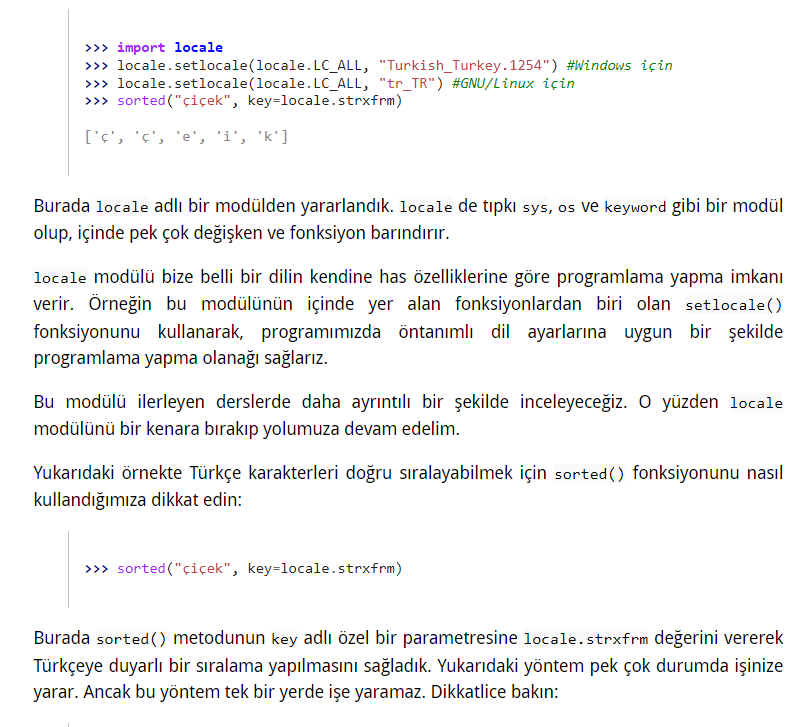 >>> import locale
>>> locale.setlocale(locale.LC_ALL, "Turkish_Turkey.1254") #Windows için
>>> locale.setlocale(locale.LC_ALL, "tr_TR") #GNU/Linux için
>>> sorted("çiçek", key=locale.strxfrm)
['ç', 'ç', 'e', 'i', 'k']
Burada locale adlı bir modülden yararlandık. locale de tıpkı sys, os ve keyword gibi bir modül
olup, içinde pek çok değişken ve fonksiyon barındırır.
locale modülü bize belli bir dilin kendine has özelliklerine göre programlama yapma imkanı
verir. Örneğin bu modülünün içinde yer alan fonksiyonlardan biri olan setlocale()
fonksiyonunu kullanarak, programımızda öntanımlı dil ayarlarına uygun bir şekilde
programlama yapma olanağı sağlarız.
Bu modülü ilerleyen derslerde daha ayrıntılı bir şekilde inceleyeceğiz. O yüzden locale
modülünü bir kenara bırakıp yolumuza devam edelim.
Yukarıdaki örnekte Türkçe karakterleri doğru sıralayabilmek için sorted() fonksiyonunu nasıl
kullandığımıza dikkat edin:
>>> sorted("çiçek", key=locale.strxfrm)
Burada sorted() metodunun key adlı özel bir parametresine locale.strxfrm değerini vererek
Türkçeye duyarlı bir sıralama yapılmasını sağladık. Yukarıdaki yöntem pek çok durumda işinize
yarar. Ancak bu yöntem tek bir yerde işe yaramaz. Dikkatlice bakın: